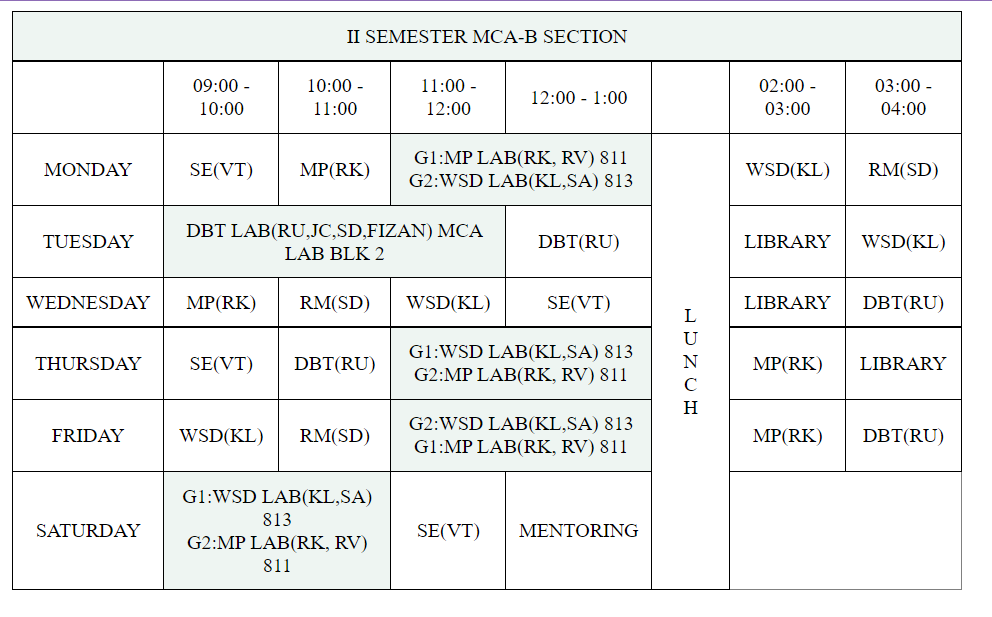 II SEMESTER MCA-B SECTION
09:00 -
10:00
10:00 -
11:00
11:00 -
12:00
12:00 - 1:00
02:00 -
03:00
03:00 -
04:00
MONDAY
SE(VT)
MP(RK)
G1:MP LAB(RK, RV) 811
G2:WSD LAB(KL,SA) 813
WSD(KL)
RM(SD)
TUESDAY
DBT LAB(RU,JC,SD,FIZAN) MCA
LAB BLK 2
DBT(RU)
LIBRARY
WSD(KL)
WEDNESDAY
MP(RK)
RM(SD)
WSD(KL)
SE(VT)
LIBRARY
DBT(RU)
L
U
N
C
H
THURSDAY
SE(VT)
DBT(RU)
G1:WSD LAB(KL,SA) 813
G2:MP LAB(RK, RV) 811
MP(RK)
LIBRARY
FRIDAY
WSD(KL)
RM(SD)
G2:WSD LAB(KL,SA) 813
G1:MP LAB(RK, RV) 811
MP(RK)
DBT(RU)
SATURDAY
G1:WSD LAB(KL,SA)
813
G2:MP LAB(RK, RV)
811
SE(VT)
MENTORING